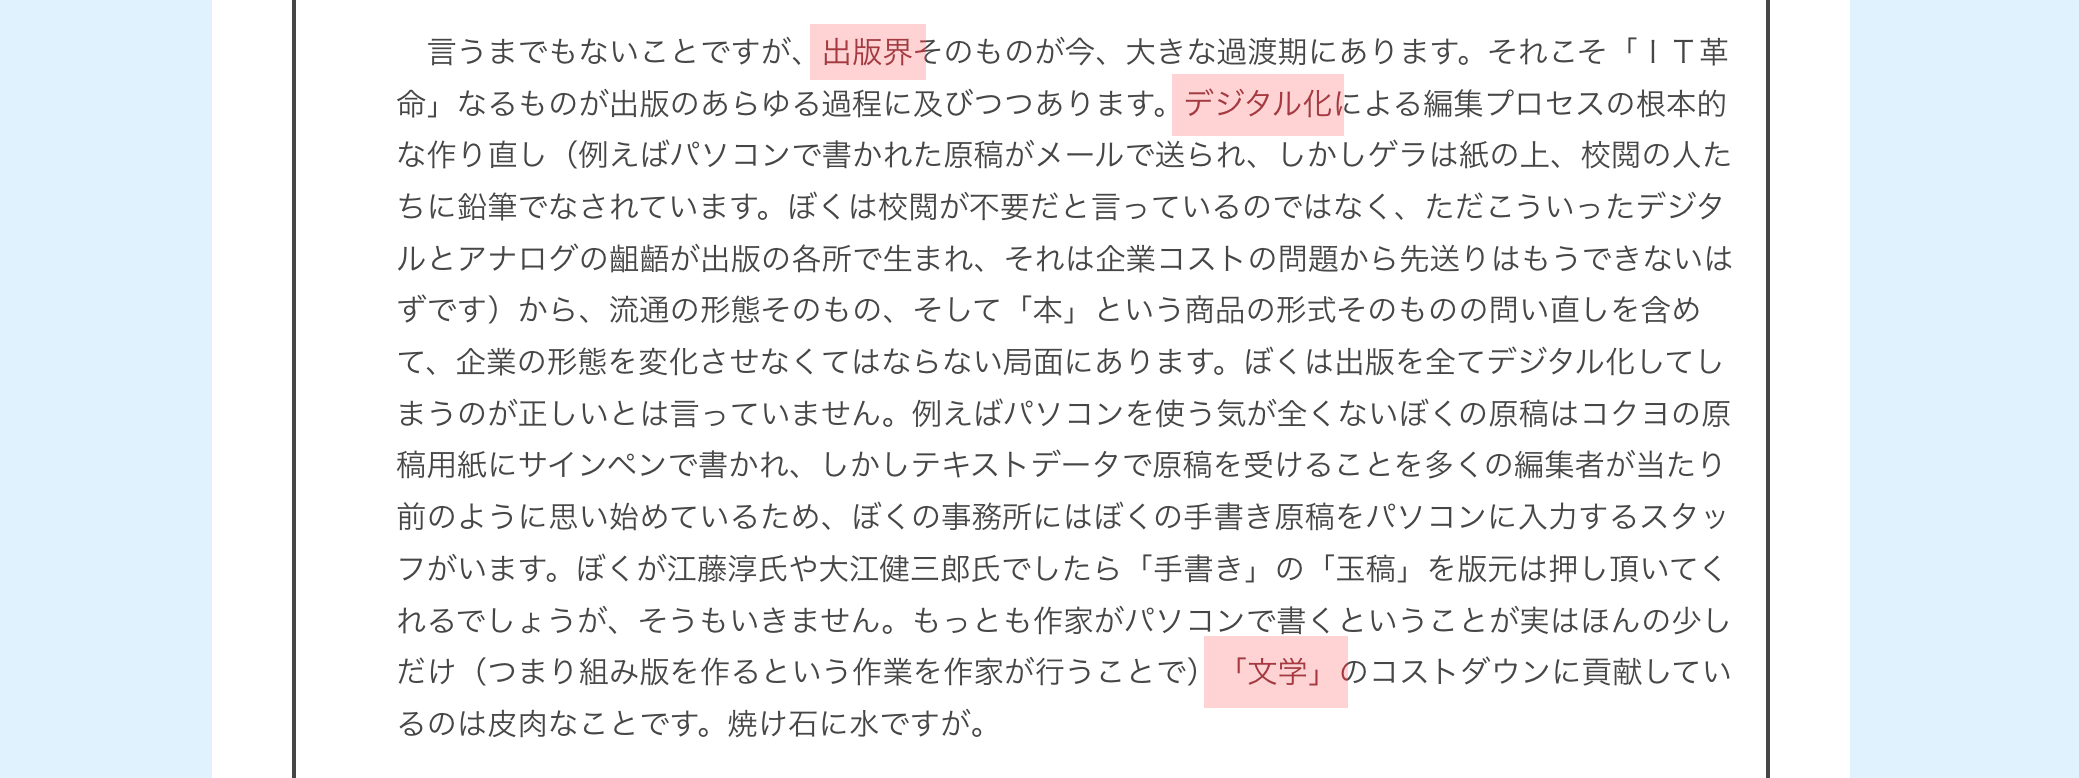 言うまでもないことですが、出版界そのものが今、大きな過渡期にあります。それこそ「ＩＴ革
命」なるものが出版のあらゆる過程に及びつつあります。デジタル化による編集プロセスの根本的
な作り直し（例えばパソコンで書かれた原稿がメールで送られ、しかしゲラは紙の上、校閲の人た
ちに鉛筆でなされています。ぼくは校閲が不要だと言っているのではなく、ただこういったデジタ
ルとアナログの齟齬が出版の各所で生まれ、それは企業コストの問題から先送りはもうできないは
ずです）から、流通の形態そのもの、そして「本」という商品の形式そのものの問い直しを含め
て、企業の形態を変化させなくてはならない局面にあります。ぼくは出版を全てデジタル化してし
まうのが正しいとは言っていません。例えばパソコンを使う気が全くないぼくの原稿はコクヨの原
稿用紙にサインペンで書かれ、しかしテキストデータで原稿を受けることを多くの編集者が当たり
前のように思い始めているため、ぼくの事務所にはぼくの手書き原稿をパソコンに入力するスタッ
フがいます。ぼくが江藤淳氏や大江健三郎氏でしたら「手書き」の「玉稿」を版元は押し頂いてく
れるでしょうが、そうもいきません。もっとも作家がパソコンで書くということが実はほんの少し
だけ（つまり組み版を作るという作業を作家が行うことで）「文学」のコストダウンに貢献してい
るのは皮肉なことです。焼け石に水ですが。